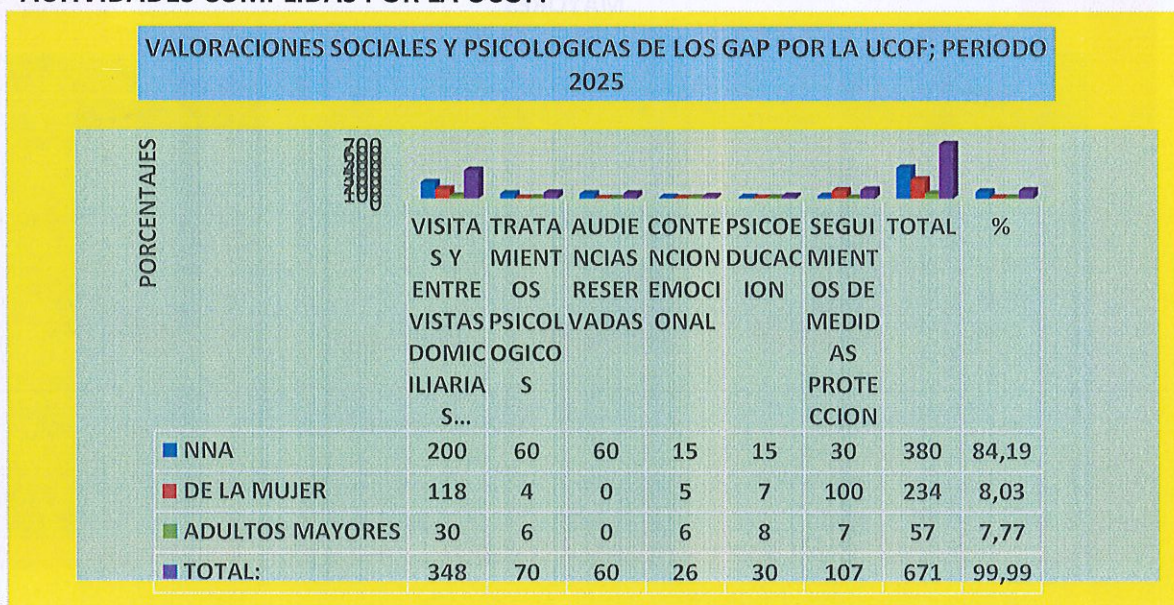 VALORACIONES SOCIALES Y PSICOLOGICAS DE LOS GAP POR LA UCOF; PERIODO
2025
PORCENTAJES
700
0
VISITA
S Y
ENTRE
VISTAS
DOMIC
ILIARIA
S...
TRATA
MIENT
OS
PSICOL
OGICO
S
AUDIE
NCIAS
RESER
VADAS
CONTE
NCION
EMOCI
ONAL
PSICOE
DUCAC
ION
SEGUI
MIENT
OS DE
MEDID
AS
PROTE
CCION
TOTAL
%
NNA 200 60 60 15 15 30 380 84,19
DE LA MUJER 118 4 0 5 7 100 234 8,03
ADULTOS MAYORES 30 6 0 6 8 7 57 7,77
TOTAL: 348 70 60 26 30 107 671 99,99